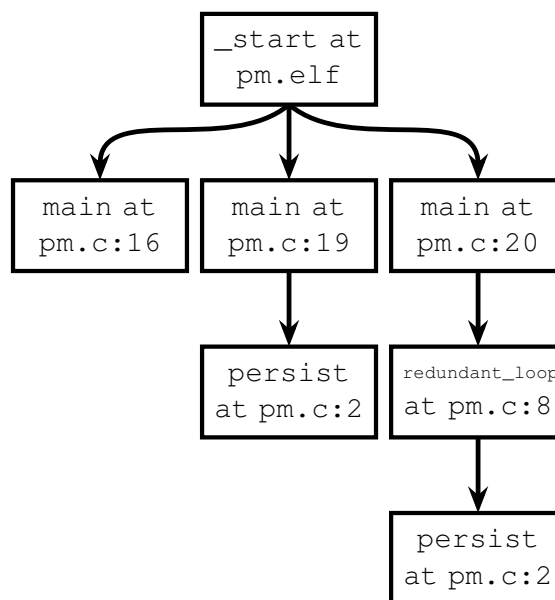 _start at
pm.elf
main at
pm.c:16
main at
pm.c:19
main at
pm.c:20
persist
at pm.c:2
redundant_loop
at pm.c:8
persist
at pm.c:2